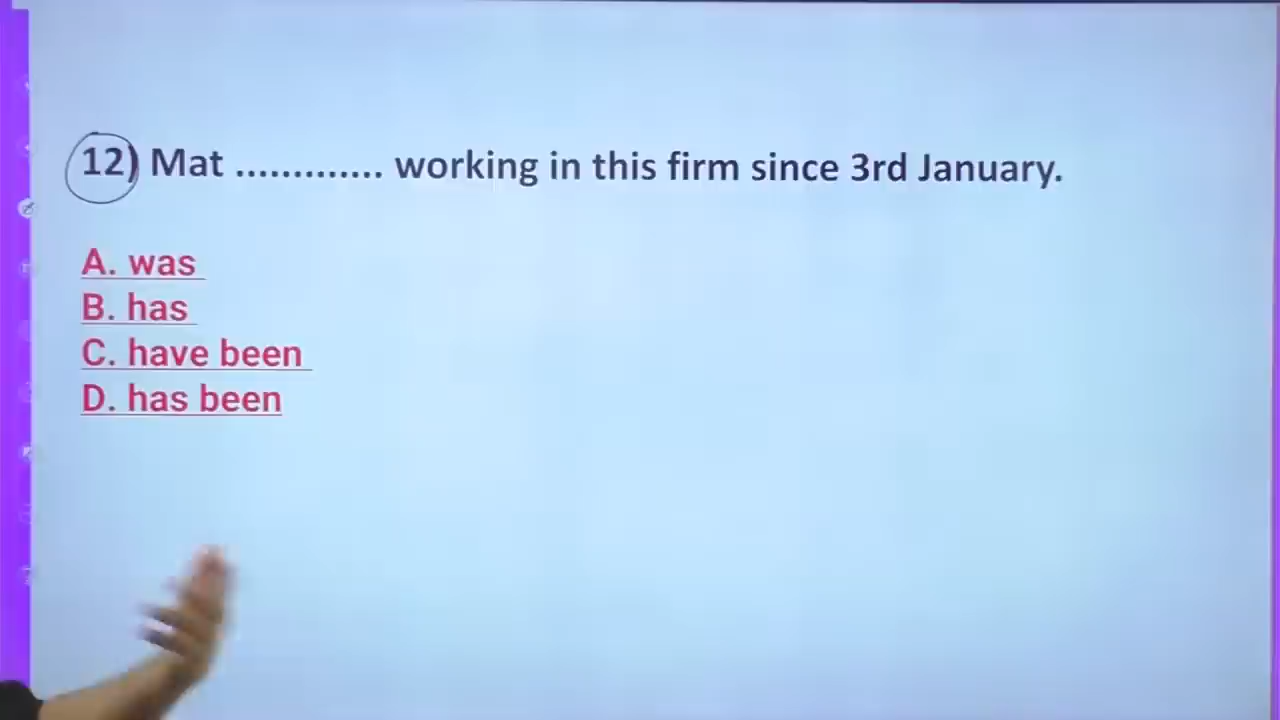 12) Mat ............. working in this firm since 3rd January.
A. was
B. has
C. have been
D. has been